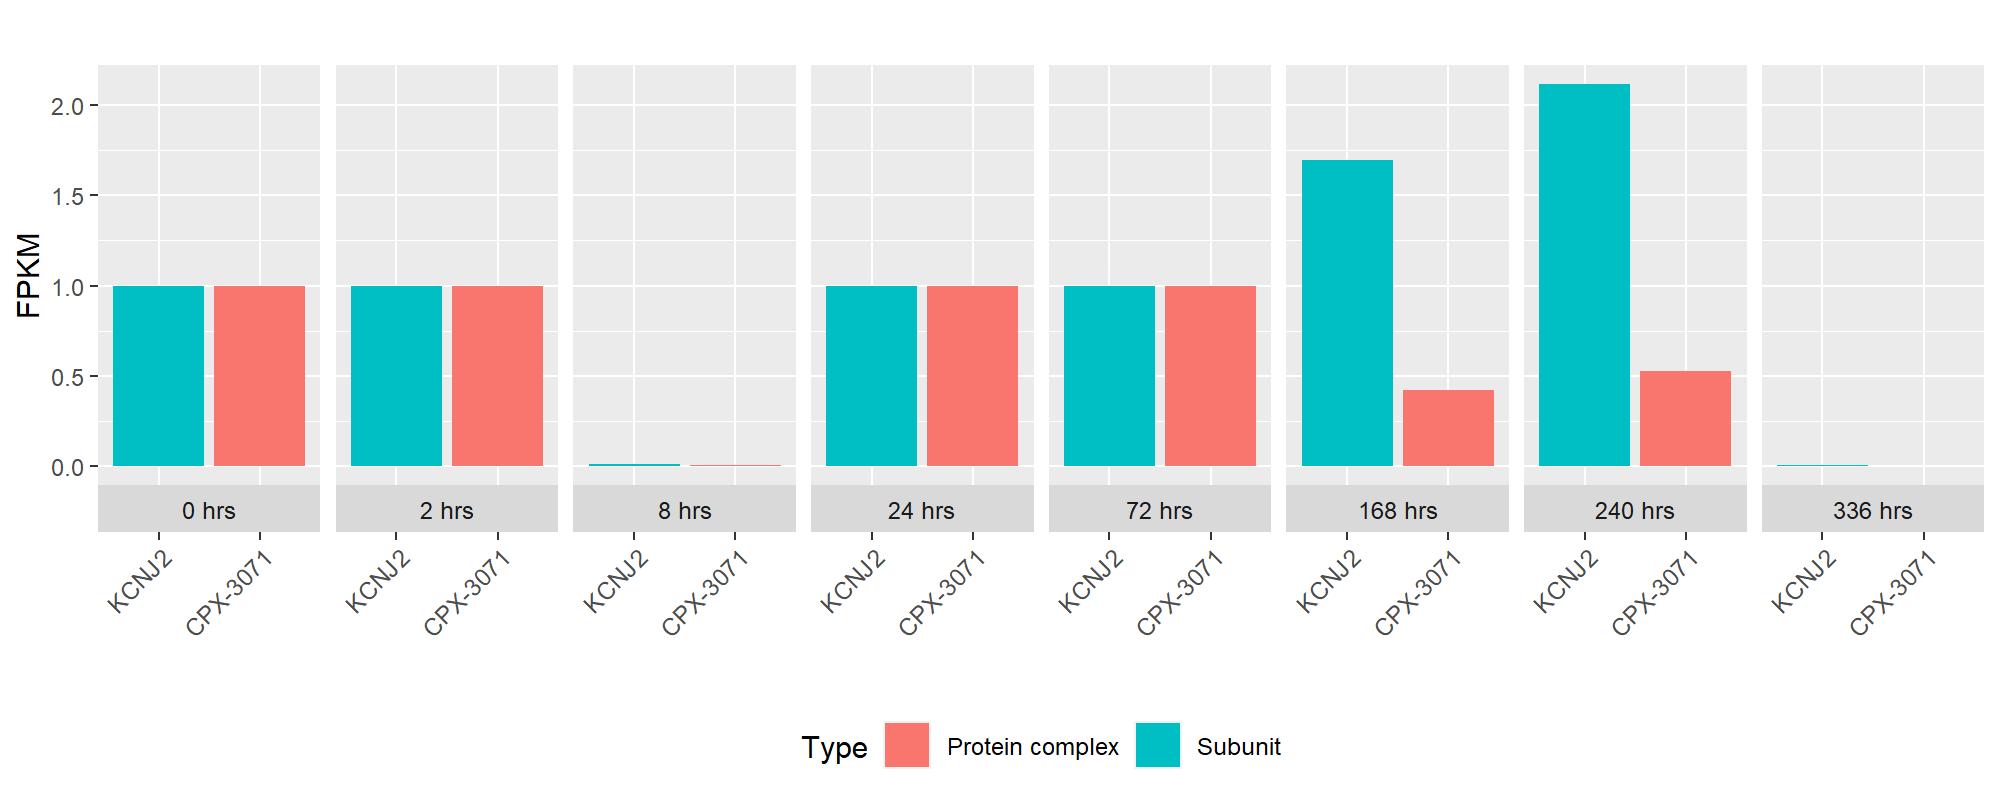 FPKM
2.0
1.5
1.0
0.5
0.0
0 hrs 2 hrs 8 hrs 24 hrs 72 hrs 168 hrs 240 hrs 336 hrs
KCNJ2 CPX-3071 KCNJ2 CPX-3071 KCNJ2 CPX-3071 KCNJ2 CPX-3071 KCNJ2 CPX-3071 KCNJ2 CPX-3071 KCNJ2 CPX-3071 KCNJ2 CPX-3071
Type Protein complex Subunit